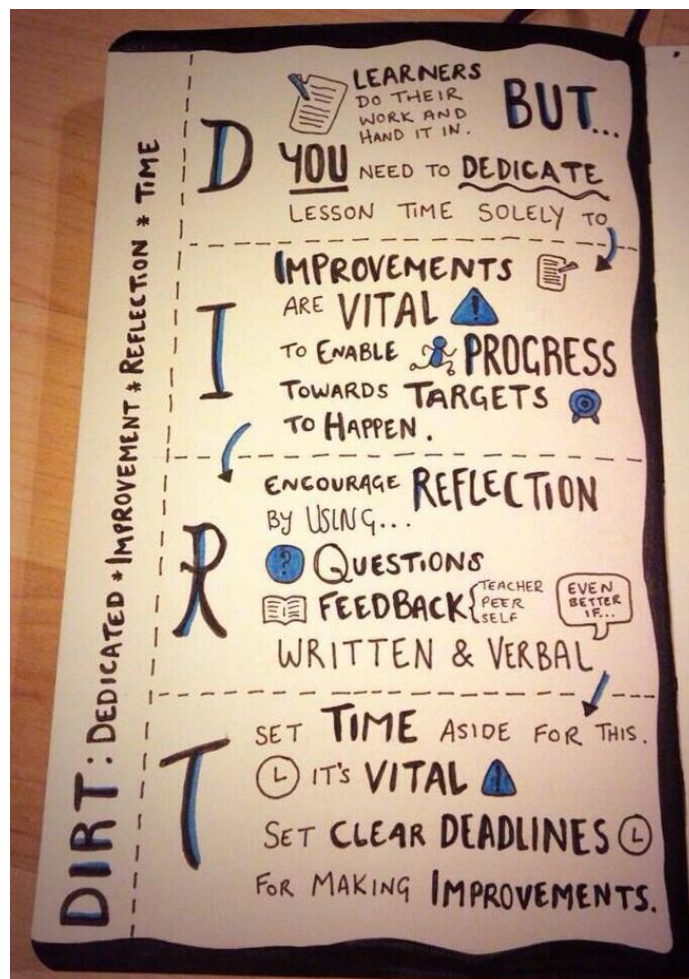 DIRT: DEDICATED * IMPROVEMENT * REFLECTION * TIME
D
LEARNERS
DO THEIR
WORK AND
HAND IT IN.
BUT...
YOU NEED TO DEDICATE
LESSON TIME SOLELY TO
I
IMPROVEMENTS
ARE VITAL !
TO ENABLE PROGRESS
TOWARDS TARGETS
TO HAPPEN.
R
ENCOURAGE REFLECTION
BY USING...
? QUESTIONS
FEEDBACK { TEACHER
PEER
SELF
EVEN
BETTER
IF...
WRITTEN & VERBAL
T
SET TIME ASIDE FOR THIS.
IT'S VITAL !
SET CLEAR DEADLINES
FOR MAKING IMPROVEMENTS.